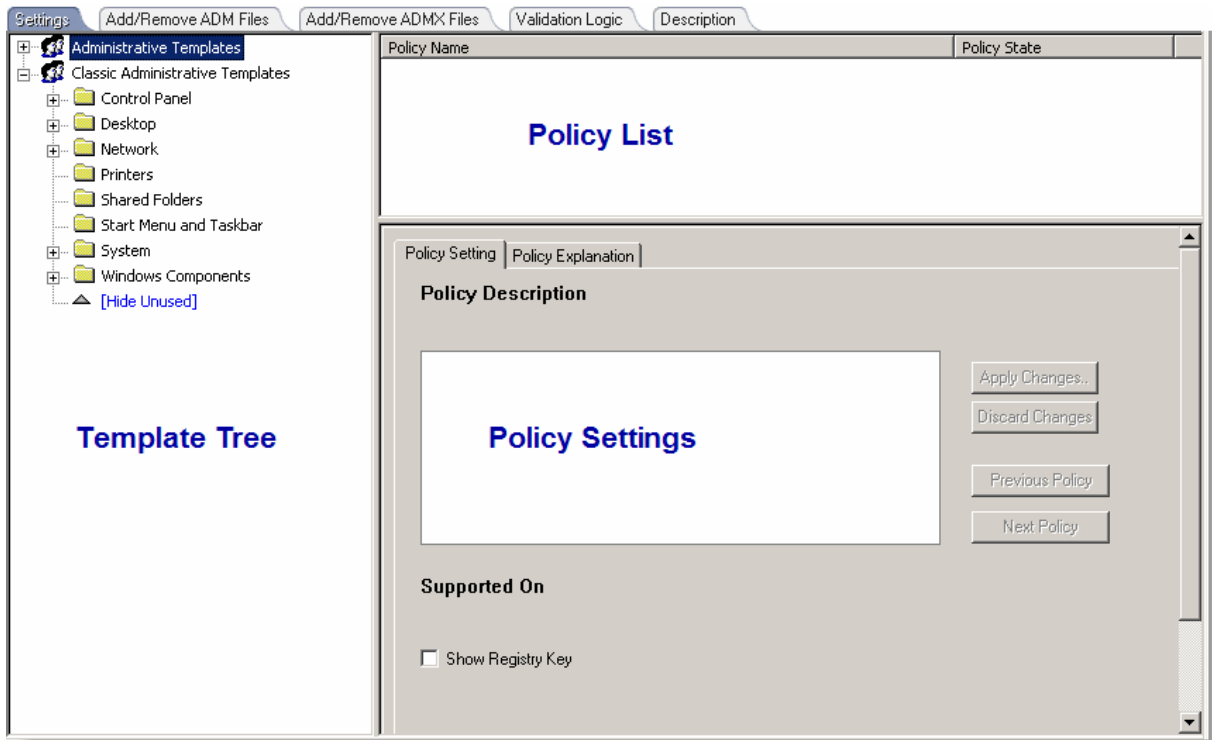 Settings
Add/Remove ADM Files
Add/Remove ADMX Files
Validation Logic
Description
Administrative Templates
Classic Administrative Templates
Control Panel
Desktop
Network
Printers
Shared Folders
Start Menu and Taskbar
System
Windows Components
[Hide Unused]
Template Tree
Policy Name
Policy State
Policy List
Policy Setting
Policy Explanation
Policy Description
Policy Settings
Apply Changes..
Discard Changes
Previous Policy
Next Policy
Supported On
Show Registry Key